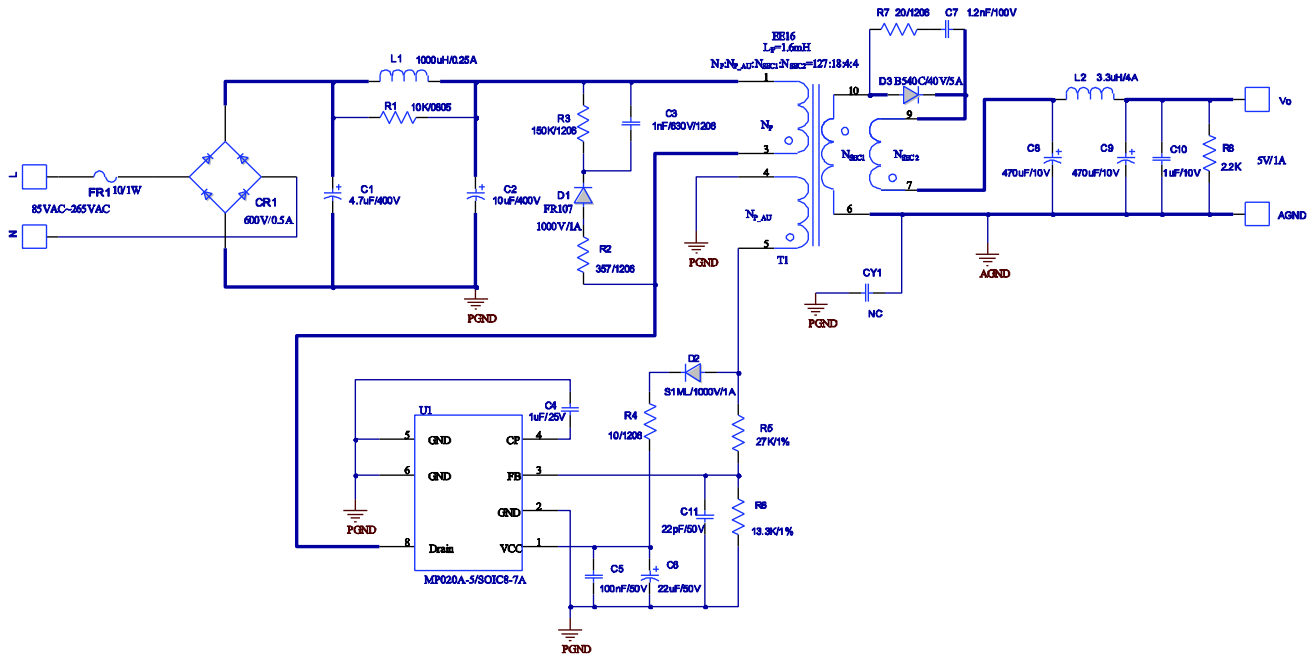 R7 20/1206
C7 1.2nF/100V
EE16
LP=1.6mH
NP:NP_AU:NSEC1:NSEC2=127:18:4:4
L1 1000uH/0.25A
R1 10K/0805
R3
150K/1206
C3
1nF/630V/1206
1
NP
3
4
NP_AU
5
T1
10
D3 B540C/40V/5A
9
NSEC1
NSEC2
7
6
L2 3.3uH/4A
Vo
C8
470uF/10V
C9
470uF/10V
C10
1uF/10V
R8
2.2K
5V/1A
AGND
AGND
L
FR1 10/1W
85VAC~265VAC
N
CR1
600V/0.5A
C1
4.7uF/400V
C2
10uF/400V
D1
FR107
1000V/1A
R2
357/1206
PGND
PGND
CY1
NC
PGND
D2
S1ML/1000V/1A
R4
10/1206
R5
27K/1%
C4
1uF/25V
U1
5 GND CP 4
6 GND FB 3
GND 2
8 Drain VCC 1
MP020A-5/SOIC8-7A
PGND
C11
22pF/50V
R6
13.3K/1%
C5
100nF/50V
C6
22uF/50V
PGND